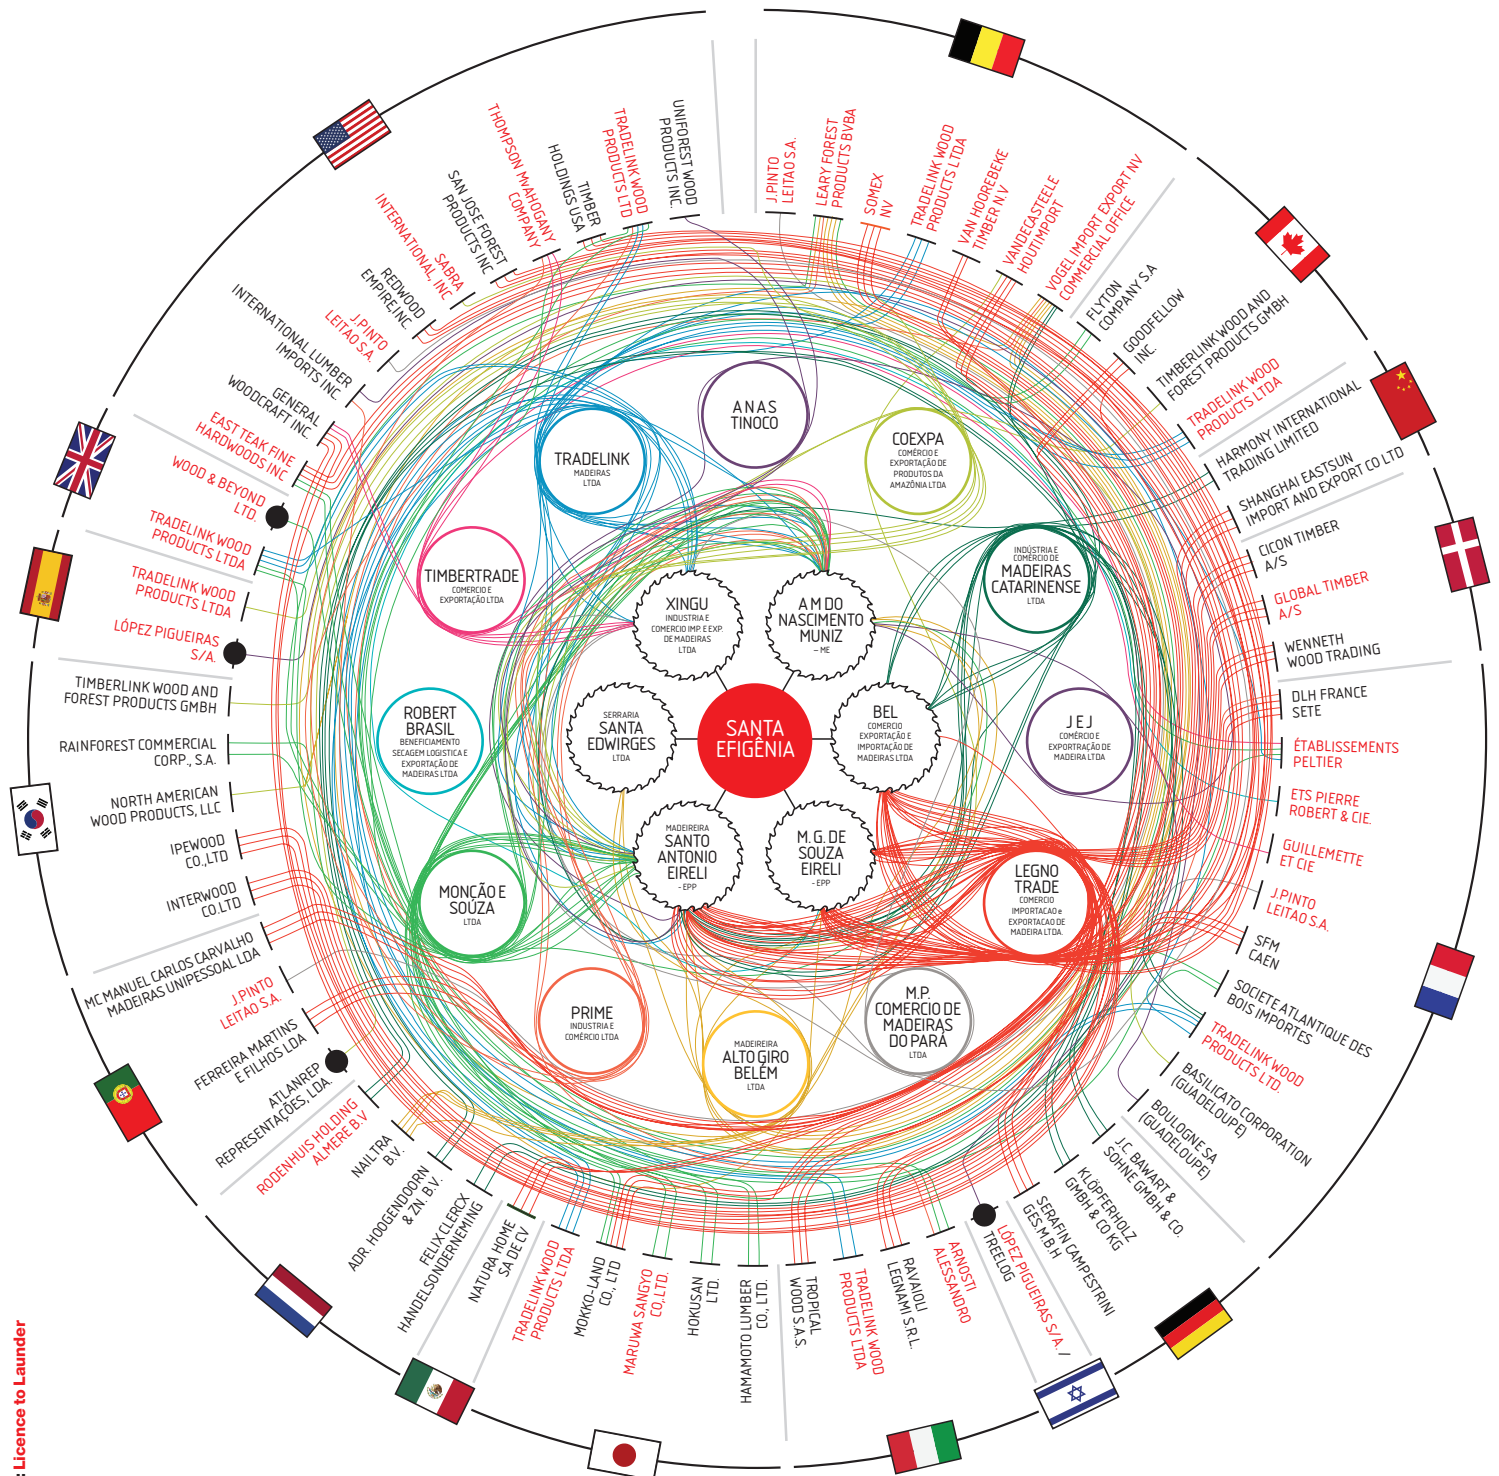 UNIFOREST WOOD
PRODUCTS INC.
TRADELINK WOOD
PRODUCTS LTD
TIMBER
HOLDINGS USA
THOMPSON MvAHOGANY
COMPANY
SAN JOSE FOREST
PRODUCTS INC
SABRA
INTERNATIONAL, INC
REDWOOD
EMPIRE,INC
J.PINTO
LEITAO S.A.
INTERNATIONAL LUMBER
IMPORTS INC
GENERAL
WOODCRAFT INC.
EAST TEAK FINE
HARDWOODS INC
WOOD & BEYOND
LTD.
TRADELINK WOOD
PRODUCTS LTDA
TRADELINK WOOD
PRODUCTS LTDA
LÓPEZ PIGUEIRAS
S/A.
TIMBERLINK WOOD AND
FOREST PRODUCTS GMBH
RAINFOREST COMMERCIAL
CORP., S.A.
NORTH AMERICAN
WOOD PRODUCTS, LLC
IPEWOOD
CO.,LTD
INTERWOOD
CO.LTD
MC MANUEL CARLOS CARVALHO
MADEIRAS UNIPESSOAL LDA
J.PINTO
LEITAO S.A.
FERREIRA MARTINS
E FILHOS LDA
ATLANREP
REPRESENTAÇÕES, LDA.
RODENHUIS HOLDING
ALMERE B.V
NAILTRA
B.V.
ADR. HOOGENDOORN
& ZN. B.V.
FELIX CLERCX
HANDELSONDERNEMING
NATURA HOME
SA DE CV
TRADELINK WOOD
PRODUCTS LTDA
MOKKO-LAND
CO., LTD
MARUWA SANGYO
CO,.LTD.
HOKUSAN
LTD.
HAMAMOTO LUMBER
CO., LTD.
TROPICAL
WOOD S.A.S.
TRADELINK WOOD
PRODUCTS LTDA
RAVAIOLI
LEGNAMI S.R.L.
ARNOSTI
ALESSANDRO
LÓPEZ PIGUEIRAS S/A. /
TREELOG
SERAFIN CAMPESTRINI
GES.M.B.H
KLÖPFERHOLZ
GMBH & CO KG
J.C. BAWART &
SOHNE GMBH & CO.
BOULOGNE SA
(GUADELOUPE)
BASILICATO CORPORATION
(GUADELOUPE)
TRADELINK WOOD
PRODUCTS LTD.
SOCIETE ATLANTIQUE DES
BOIS IMPORTES
SFM
CAEN
J.PINTO
LEITAO S.A.
GUILLEMETTE
ET CIE
ETS PIERRE
ROBERT & CIE.
ÉTABLISSEMENTS
PELTIER
DLH FRANCE
SETE
WENNETH
WOOD TRADING
GLOBAL TIMBER
A/S
CICON TIMBER
A/S
SHANGHAI EASTSUN
IMPORT AND EXPORT CO LTD
HARMONY INTERNATIONAL
TRADING LIMITED
TRADELINK WOOD
PRODUCTS LTDA
TIMBERLINK WOOD AND
FOREST PRODUCTS GMBH
GOODFELLOW
INC.
FLYTON
COMPANY S.A
VOGEL IMPORT EXPORT NV
COMMERCIAL OFFICE
VANDECASTEELE
HOUTIMPORT
VAN HOOREBEKE
TIMBER N.V
TRADELINK WOOD
PRODUCTS LTDA
SOMEX
NV
LEARY FOREST
PRODUCTS BVBA
J.PINTO
LEITAO S.A.
ANAS
TINOCO
COEXPA
COMÉRCIO E
EXPORTAÇÃO DE
PRODUTOS DA
AMAZÔNIA LTDA
INDÚSTRIA E
COMÉRCIO DE
MADEIRAS
CATARINENSE
LTDA
J E J
COMÉRCIO E
EXPORTRAÇÃO DE
MADEIRA LTDA
LEGNO
TRADE
COMERCIO
IMPORTACAO e
EXPORTACAO DE
MADEIRA LTDA.
M.P.
COMERCIO DE
MADEIRAS
DO PARÁ
LTDA
MADEIREIRA
ALTO GIRO
BELÉM
LTDA
PRIME
INDUSTRIA E
COMÉRCIO LTDA
MONÇÃO E
SOÚZA
LTDA
ROBERT
BRASIL
BENEFICIAMENTO
SECAGEM LOGISTICA E
EXPORTAÇÃO DE
MADEIRAS LTDA
TIMBERTRADE
COMERCIO E
EXPORTAÇÃO LTDA
TRADELINK
MADEIRAS
LTDA
XINGU
INDUSTRIA E
COMERCIO IMP. E EXP.
DE MADEIRAS
LTDA
A M DO
NASCIMENTO
MUNIZ
– ME
SERRARIA
SANTA
EDWIRGES
LTDA
SANTA
EFIGÊNIA
BEL
COMERCIO
EXPORTAÇÃO E
IMPORTAÇÃO DE
MADEIRAS LTDA
MADEIREIRA
SANTO
ANTONIO
EIRELI
- EPP
M. G. DE
SOUZA
EIRELI
- EPP
: Licence to Launder